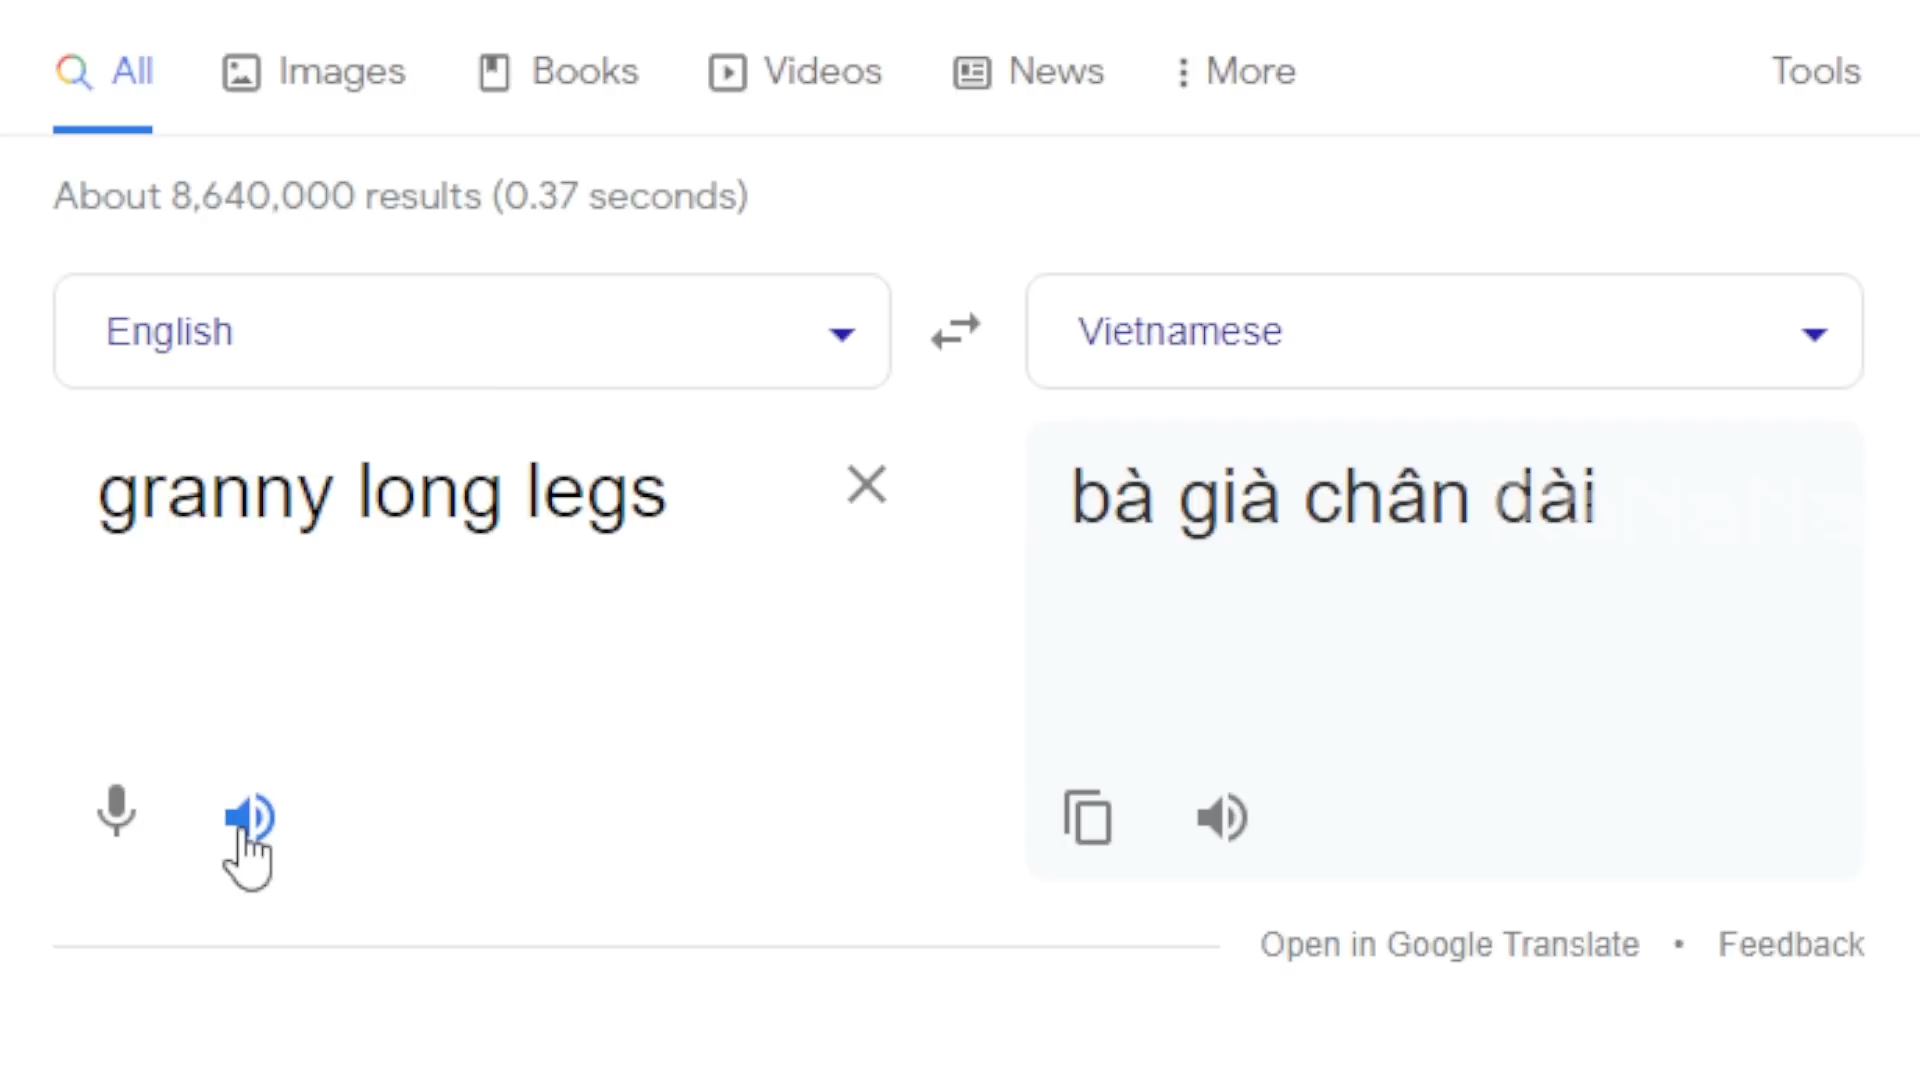 All Images Books Videos News More Tools
About 8,640,000 results (0.37 seconds)
English Vietnamese
granny long legs bà già chân dài
Open in Google Translate • Feedback